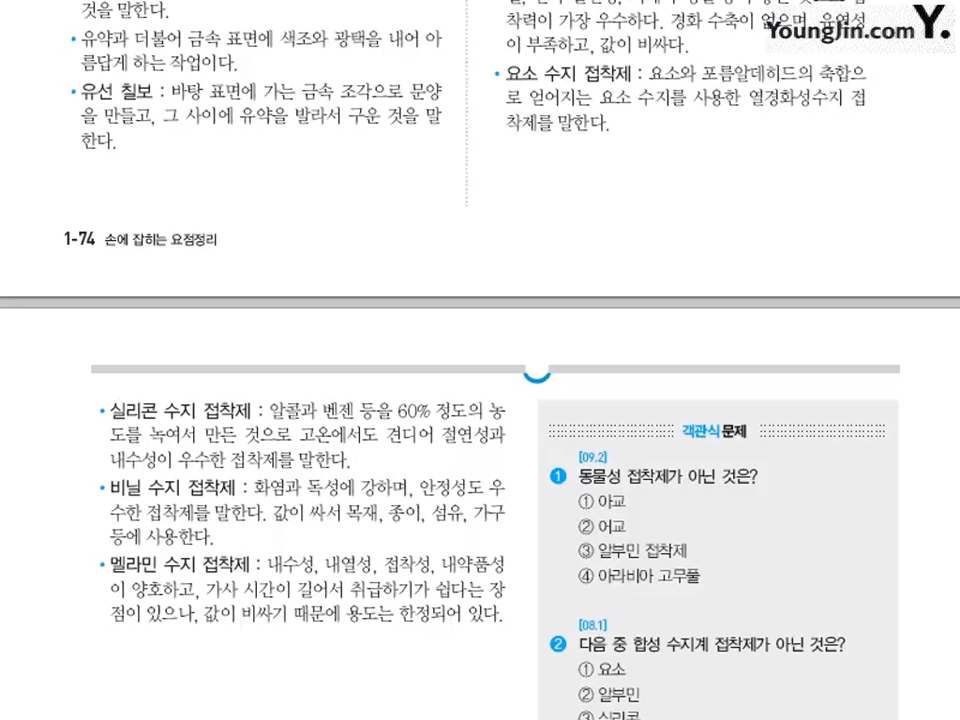 것을 말한다.
• 유약과 더불어 금속 표면에 색조와 광택을 내어 아
름답게 하는 작업이다.
• 유선 칠보 : 바탕 표면에 가는 금속 조각으로 문양
을 만들고, 그 사이에 유약을 발라서 구운 것을 말
한다.
착력이 가장 우수하다. 경화 수축이 없으며, 유연성
이 부족하고, 값이 비싸다.
• 요소 수지 접착제 : 요소와 포름알데히드의 축합으
로 얻어지는 요소 수지를 사용한 열경화성수지 접
착제를 말한다.
YoungJin.com Y.
1-74 손에 잡히는 요점정리
• 실리콘 수지 접착제 : 알콜과 벤젠 등을 60% 정도의 농
도를 녹여서 만든 것으로 고온에서도 견디어 절연성과
내수성이 우수한 접착제를 말한다.
• 비닐 수지 접착제 : 화염과 독성에 강하며, 안정성도 우
수한 접착제를 말한다. 값이 싸서 목재, 종이, 섬유, 가구
등에 사용한다.
• 멜라민 수지 접착제 : 내수성, 내열성, 접착성, 내약품성
이 양호하고, 가사 시간이 길어서 취급하기가 쉽다는 장
점이 있으나, 값이 비싸기 때문에 용도는 한정되어 있다.
객관식 문제
[09.2]
1 동물성 접착제가 아닌 것은?
① 아교
② 어교
③ 알부민 접착제
④ 아라비아 고무풀
[08.1]
2 다음 중 합성 수지계 접착제가 아닌 것은?
① 요소
② 알부민
③ 실리콘